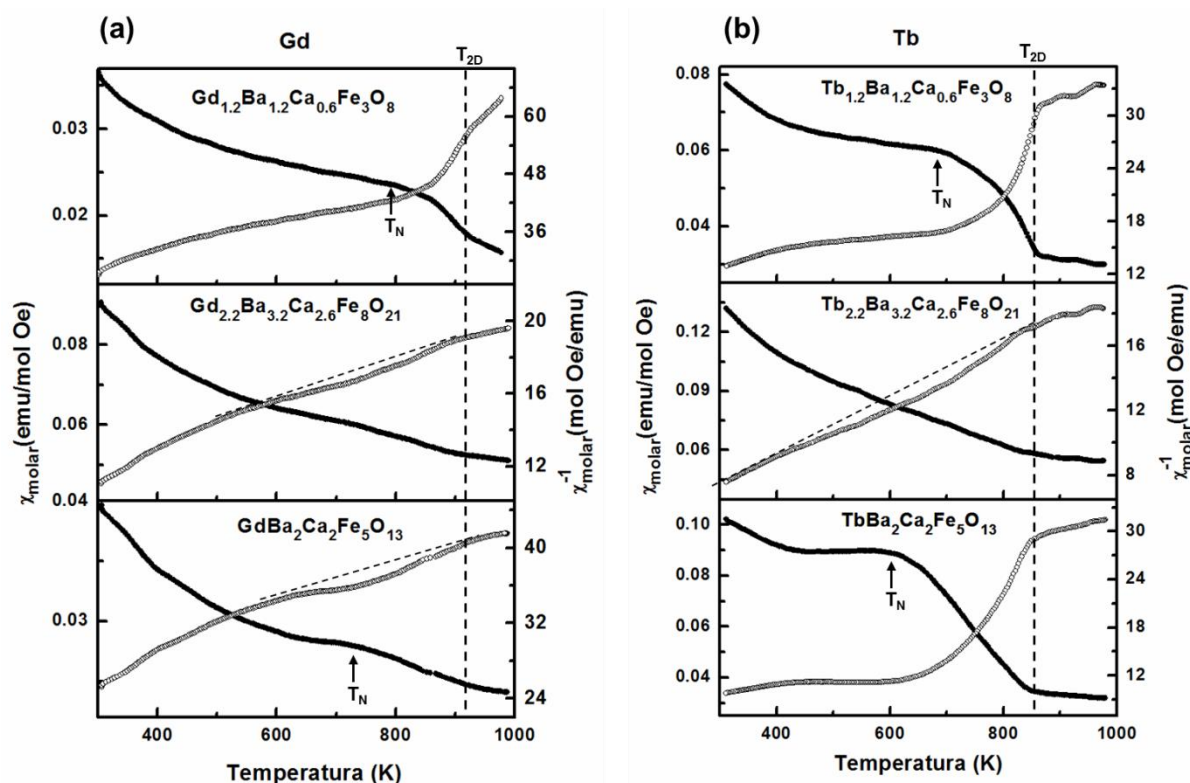 (a)
Gd
T2D
Gd1.2Ba1.2Ca0.6Fe3O8
TN
0.03
0.02
60
48
36
Gd2.2Ba3.2Ca2.6Fe8O21
0.08
0.06
0.04
20
16
12
GdBa2Ca2Fe5O13
TN
0.03
40
32
24
χmolar(emu/mol Oe)
χ-1molar(mol Oe/emu)
400 600 800 1000
Temperatura (K)
(b)
Tb
T2D
Tb1.2Ba1.2Ca0.6Fe3O8
TN
0.08
0.06
0.04
30
24
18
12
Tb2.2Ba3.2Ca2.6Fe8O21
0.12
0.09
0.06
16
12
8
TbBa2Ca2Fe5O13
TN
0.10
0.08
0.06
0.04
30
24
18
12
χmolar(emu/mol Oe)
χ-1molar(mol Oe/emu)
400 600 800 1000
Temperatura (K)